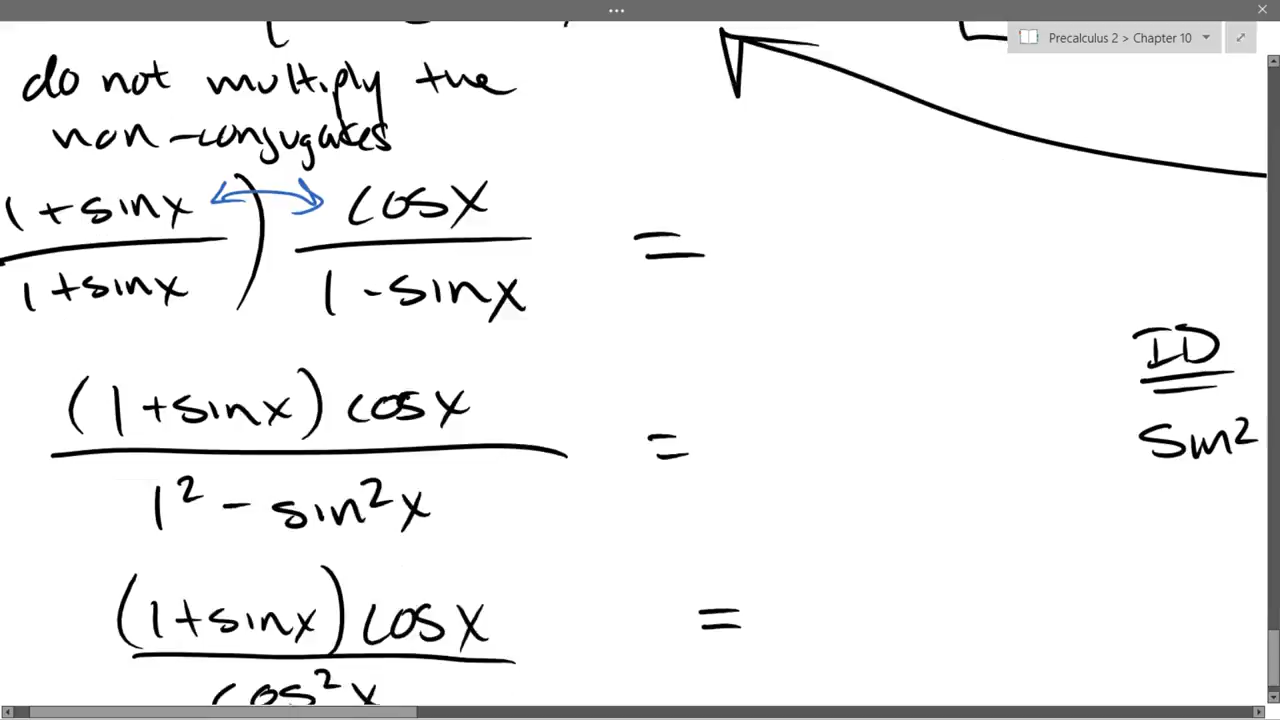 Precalculus 2 > Chapter 10
do not multiply the
non-conjugates
1+sinx) cosX =
1+sinx 1-sinx
ID
(1+sinx) cosx =
sin²
1² - sin²x
(1+sinx) cosx =
cos²x